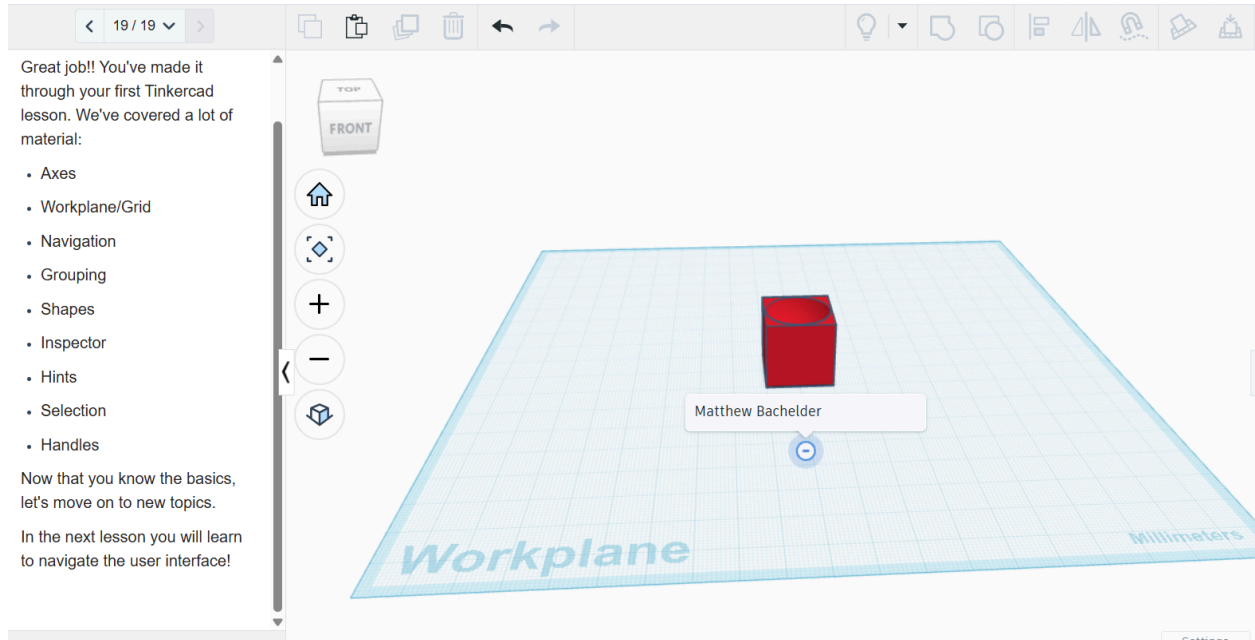 19 / 19
Great job!! You've made it
through your first Tinkercad
lesson. We've covered a lot of
material:
• Axes
• Workplane/Grid
• Navigation
• Grouping
• Shapes
• Inspector
• Hints
• Selection
• Handles
Now that you know the basics,
let's move on to new topics.
In the next lesson you will learn
to navigate the user interface!
TOP
FRONT
Matthew Bachelder
Workplane
Millimeters